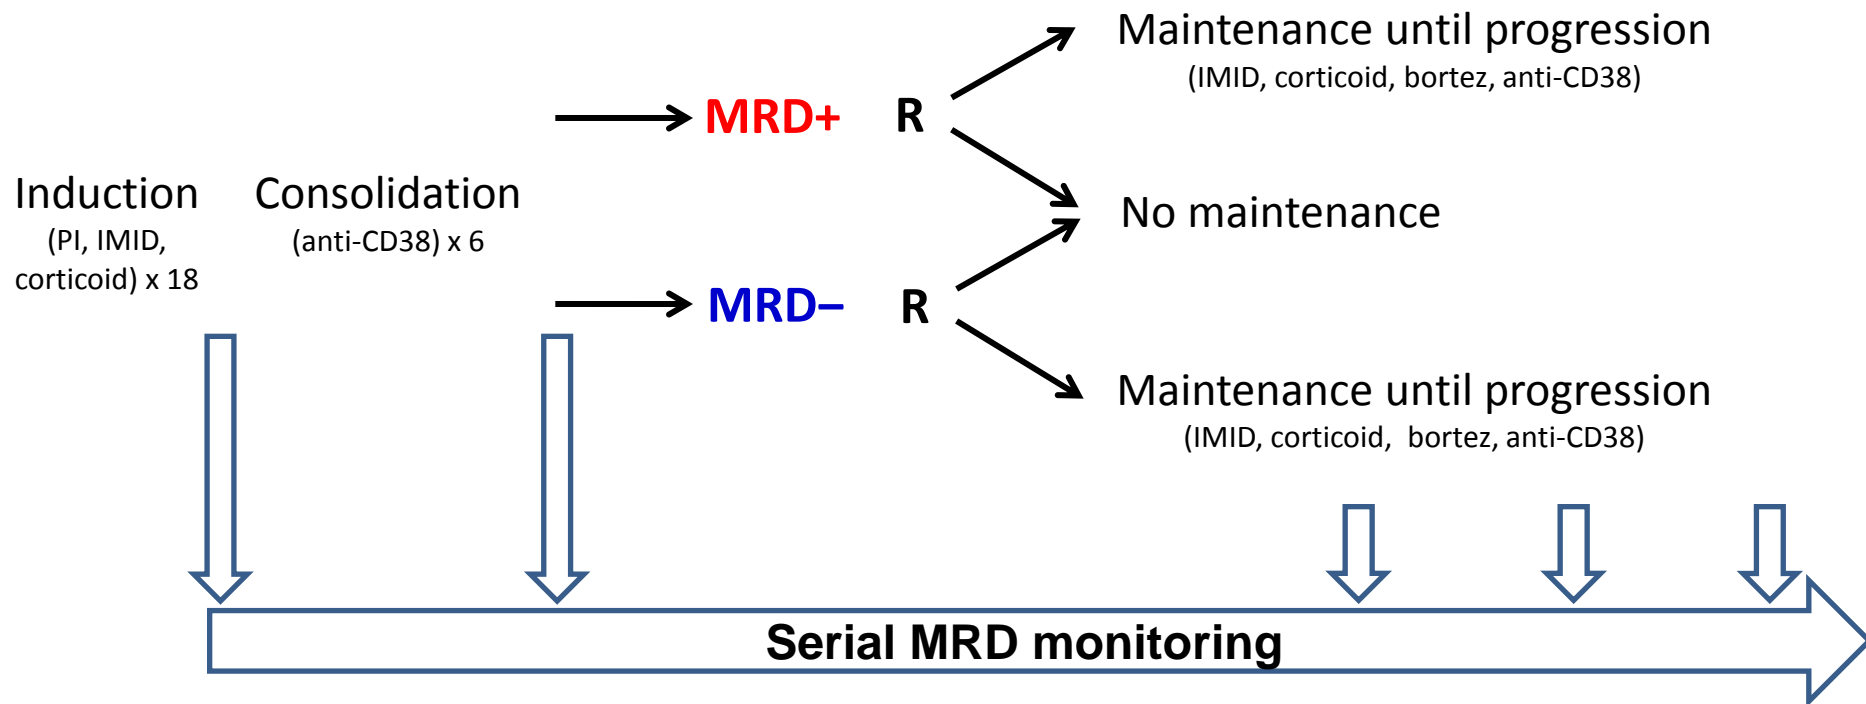 Maintenance until progression
(IMID, corticoid, bortez, anti-CD38)
MRD+ R
Induction Consolidation
(PI, IMID, (anti-CD38) x 6
corticoid) x 18
No maintenance
MRD– R
Maintenance until progression
(IMID, corticoid, bortez, anti-CD38)
Serial MRD monitoring